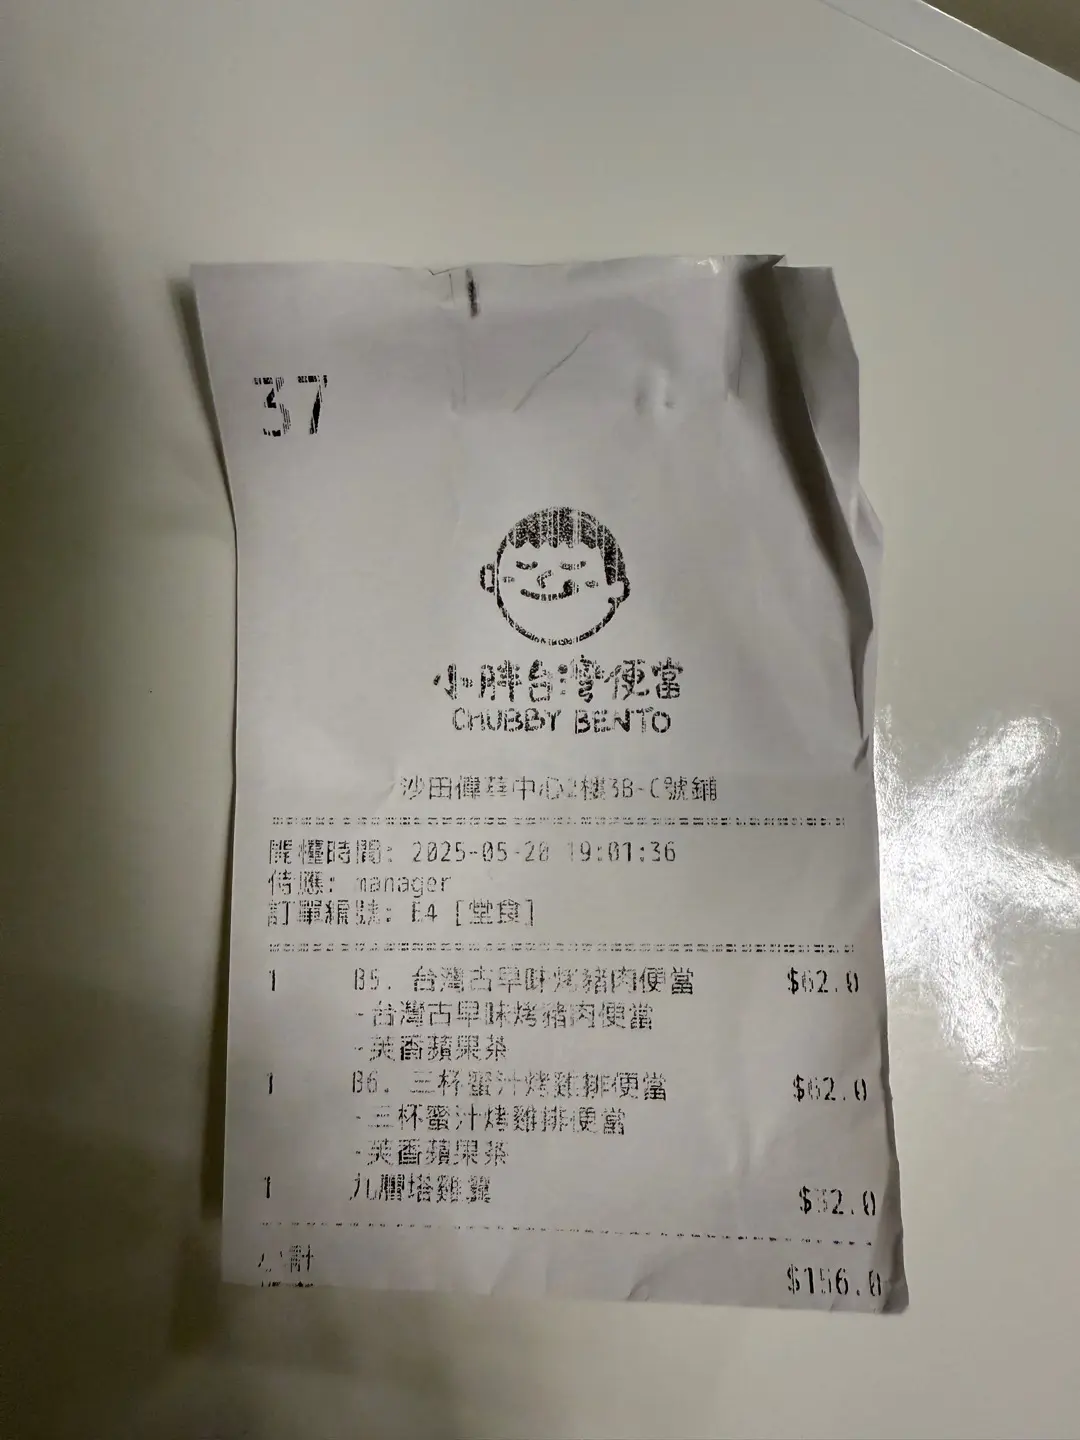 37
小胖台灣便當
CHUBBY BENTO
沙田偉華中心2樓3B-C號鋪
開檯時間: 2025-05-20 19:01:36
侍應: manager
訂單編號: E4 [堂食]
1 B5. 台灣古早味烤豬肉便當 $62.0
-台灣古早味烤豬肉便當
-芙香蘋果茶
1 B6. 三杯蜜汁烤雞排便當 $62.0
-三杯蜜汁烤雞排便當
-芙香蘋果茶
1 九層塔雞翼 $32.0
小計 $156.0